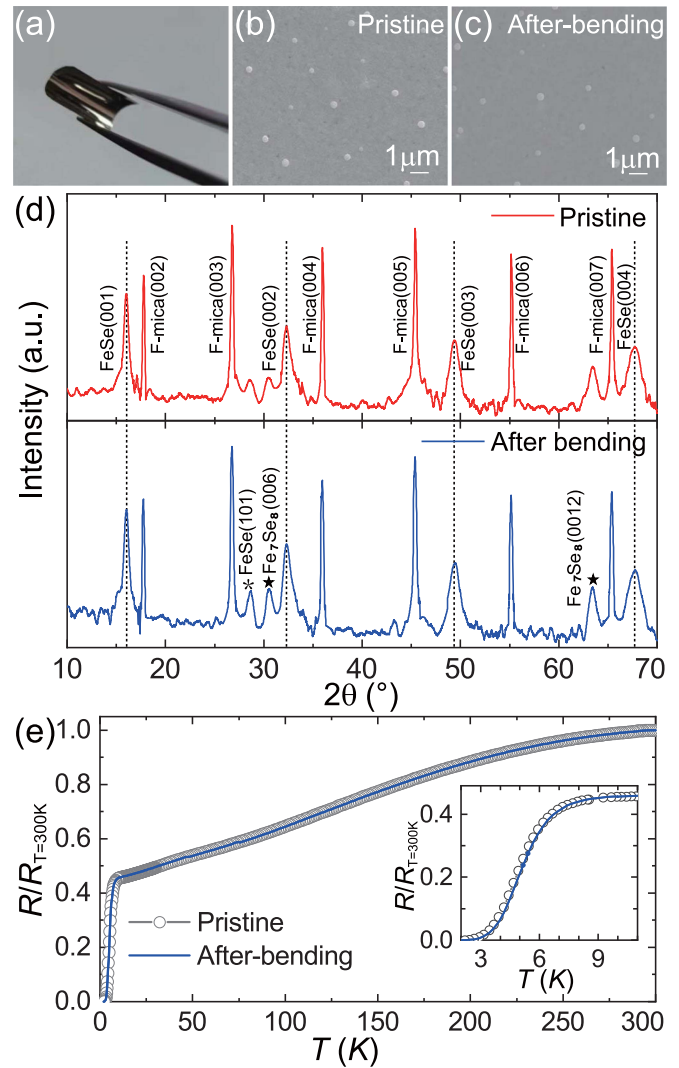 (a)
(b)
Pristine
1μm
(c)
After-bending
1μm
(d)
Pristine
FeSe(001)
F-mica(002)
F-mica(003)
FeSe(002)
F-mica(004)
F-mica(005)
FeSe(003)
F-mica(006)
F-mica(007)
FeSe(004)
Intensity (a.u.)
After bending
* FeSe(101)
★ Fe₇Se₈(006)
Fe₇Se₈(0012)
★
10 20 30 40 50 60 70
2θ (°)
(e)
1.0
0.8
0.6
0.4
0.2
0.0
R/R_T=300K
Pristine
After-bending
0 50 100 150 200 250 300
T (K)
0.4
0.2
0.0
R/R_T=300K
3 6 9
T (K)